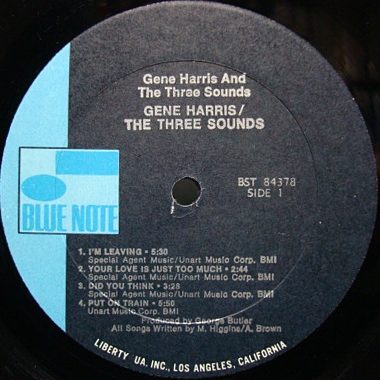 Gene Harris And
The Three Sounds
GENE HARRIS/
THE THREE SOUNDS
BST 84378
SIDE 1
BLUE NOTE
1. I'M LEAVING • 5:30
Special Agent Music/Unart Music Corp. BMI
2. YOUR LOVE IS JUST TOO MUCH • 2:44
Special Agent Music/Unart Music Corp. BMI
3. DID YOU THINK • 3:28
Special Agent Music/Unart Music Corp. BMI
4. PUT ON TRAIN • 5:50
Unart Music Corp. BMI
Produced by George Butler
All Songs Written by M. Higgins/A. Brown
LIBERTY UA, INC., LOS ANGELES, CALIFORNIA